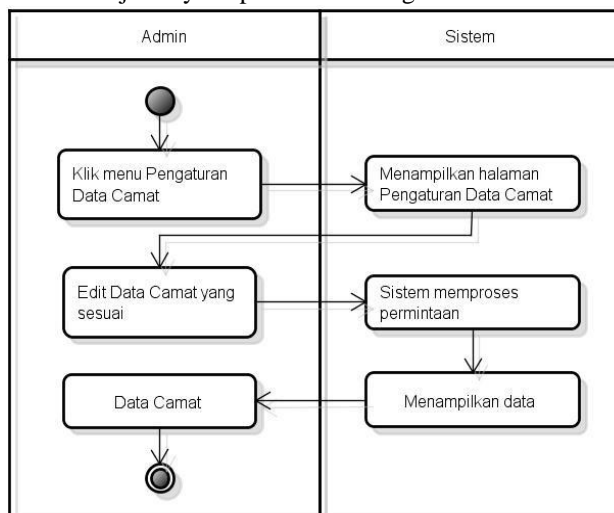 Admin
Sistem
Klik menu Pengaturan
Data Camat
Menampilkan halaman
Pengaturan Data Camat
Edit Data Camat yang
sesuai
Sistem memproses
permintaan
Data Camat
Menampilkan data